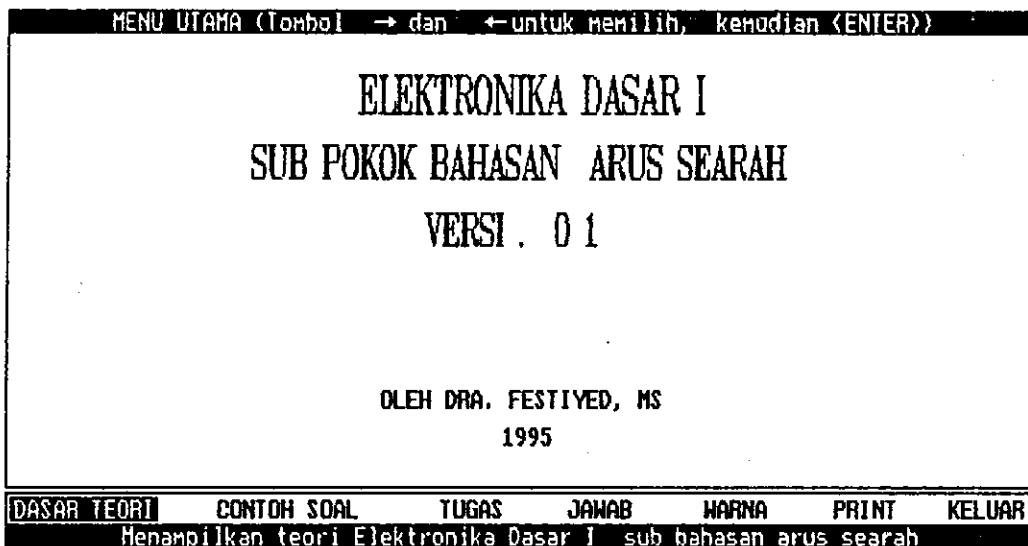 MENU UTAMA (Tombol → dan ← untuk memilih, kemudian <ENTER>)
ELEKTRONIKA DASAR I
SUB POKOK BAHASAN ARUS SEARAH
VERSI . 0 1
OLEH DRA. FESTIYED, MS
1995
DASAR TEORI CONTOH SOAL TUGAS JAWAB WARNA PRINT KELUAR
Menampilkan teori Elektronika Dasar I sub bahasan arus searah